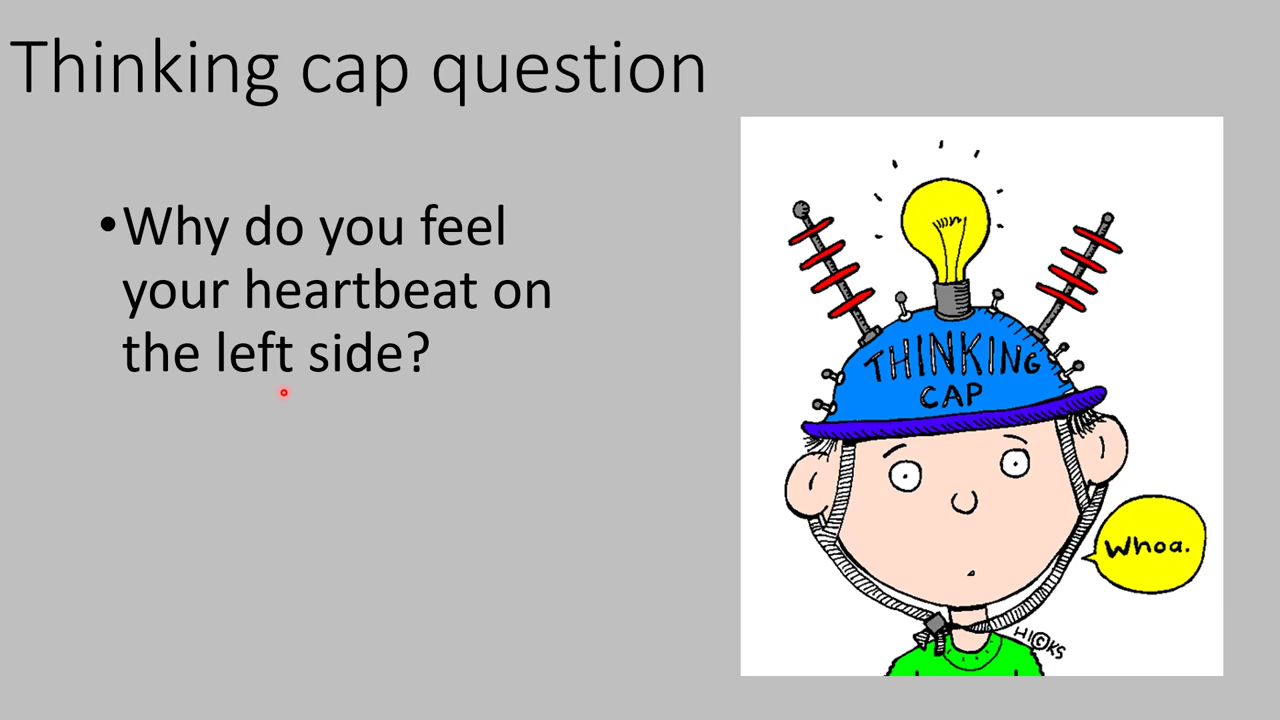 Thinking cap question
•Why do you feel
your heartbeat on
the left side?
THINKING
CAP
Whoa.
HICKS